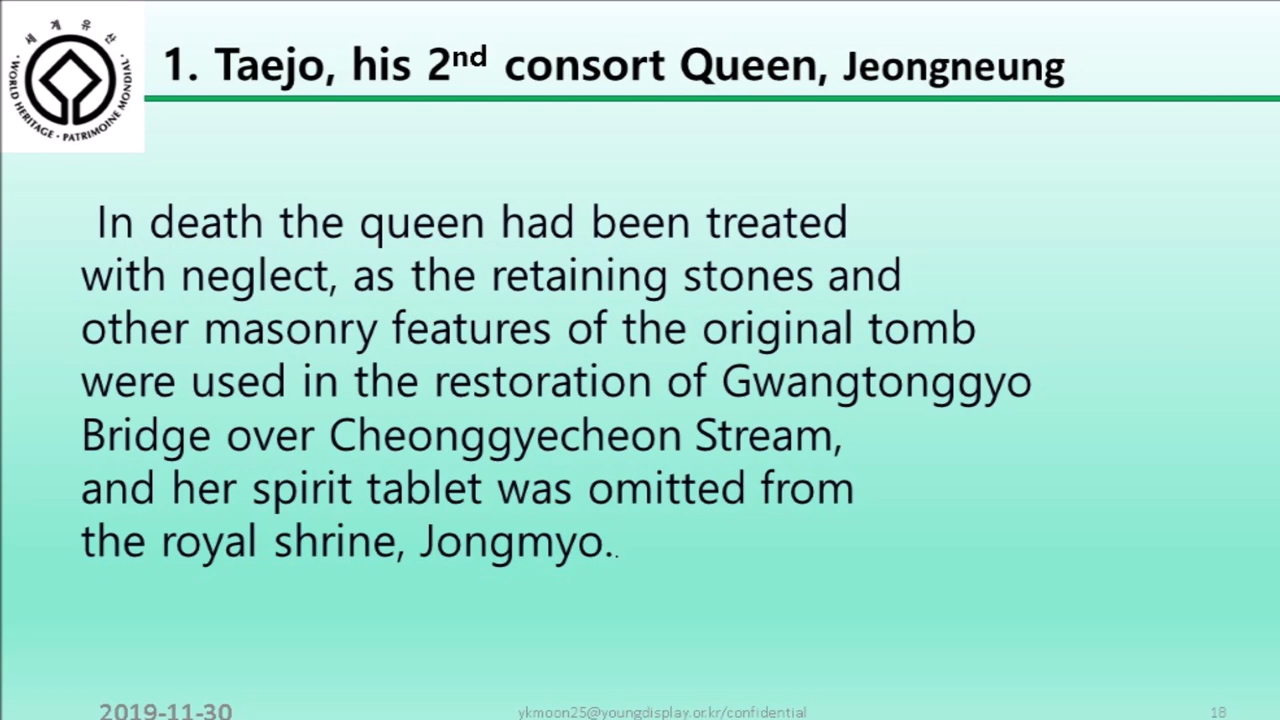 세계유산
WORLD HERITAGE · PATRIMOINE MONDIAL
1. Taejo, his 2nd consort Queen, Jeongneung
In death the queen had been treated
with neglect, as the retaining stones and
other masonry features of the original tomb
were used in the restoration of Gwangtonggyo
Bridge over Cheonggyecheon Stream,
and her spirit tablet was omitted from
the royal shrine, Jongmyo..
2019-11-30
ykmoon25@youngdisplay.or.kr/confidential
18